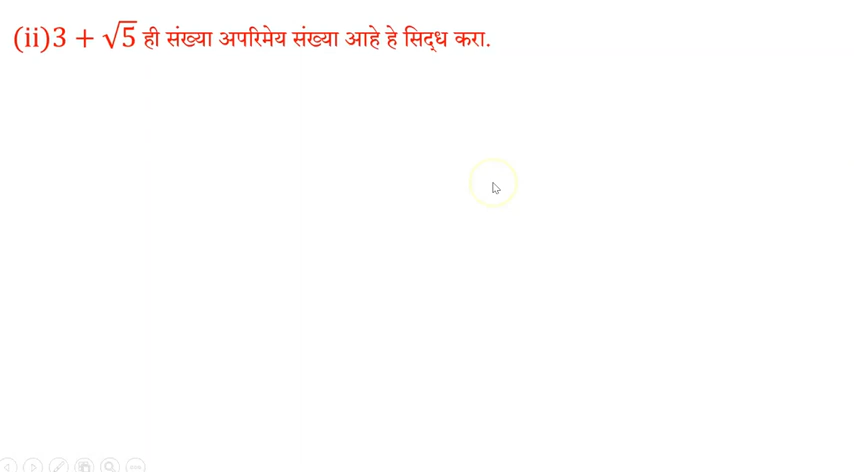 (ii)3 + √5 ही संख्या अपरिमेय संख्या आहे हे सिद्ध करा.